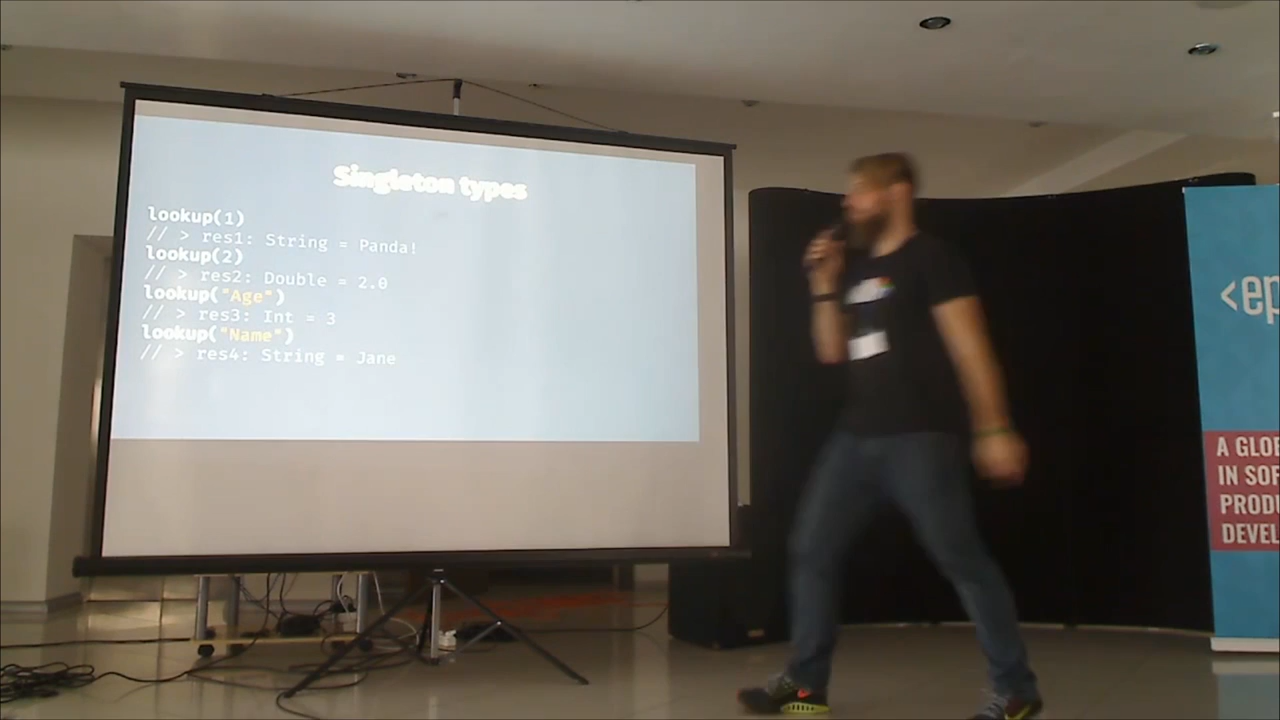 Singleton types
lookup(1)
// > res1: String = Panda!
lookup(2)
// > res2: Double = 2.0
lookup("Age")
// > res3: Int = 3
lookup("Name")
// > res4: String = Jane
<ep
A GLOB
IN SOF
PRODU
DEVEL